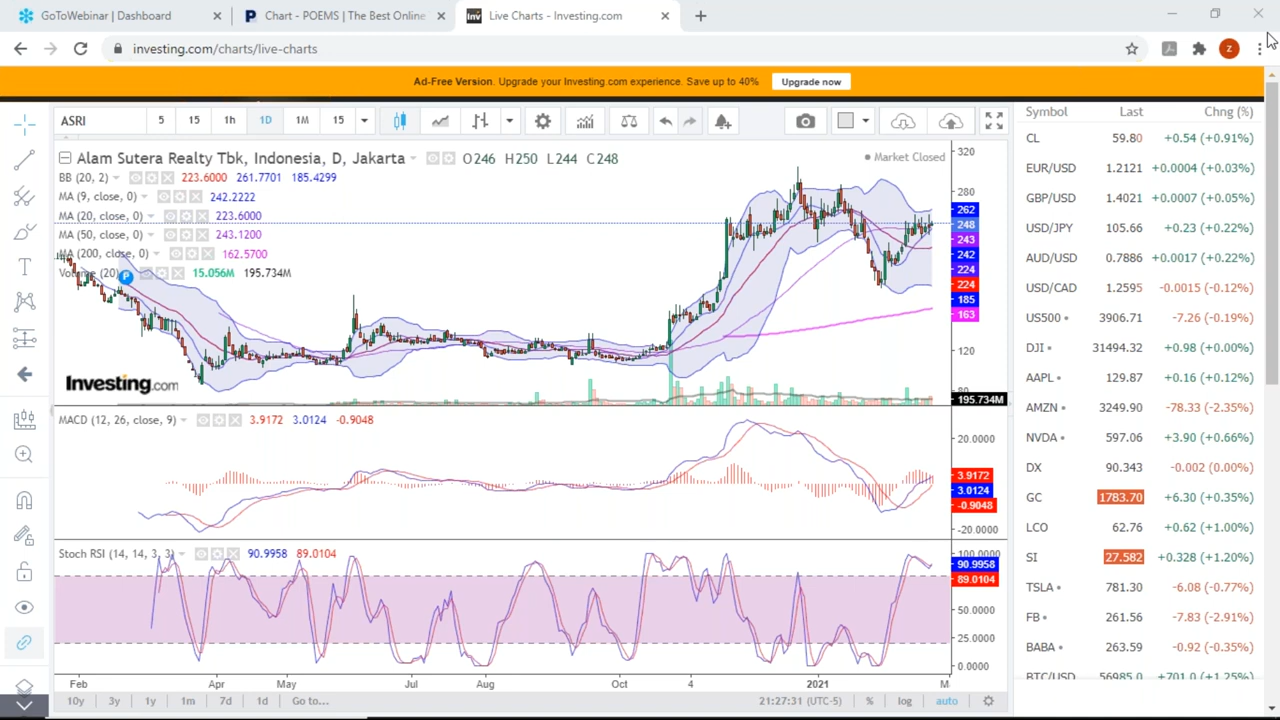 GoToWebinar | Dashboard
Chart - POEMS | The Best Online
Live Charts - Investing.com
investing.com/charts/live-charts
Z
Ad-Free Version. Upgrade your Investing.com experience. Save up to 40% Upgrade now
ASRI 5 15 1h 1D 1M 15
Alam Sutera Realty Tbk, Indonesia, D, Jakarta O246 H250 L244 C248
Market Closed
BB (20, 2) 223.6000 261.7701 185.4299
MA (9, close, 0) 242.2222
MA (20, close, 0) 223.6000
MA (50, close, 0) 243.1200
MA (200, close, 0) 162.5700
Volume (20) 15.056M 195.734M
P
320
280
262
248
243
242
224
224
185
163
120
80
195.734M
Investing.com
MACD (12, 26, close, 9) 3.9172 3.0124 -0.9048
20.0000
3.9172
3.0124
-0.9048
-20.0000
Stoch RSI (14, 14, 3, 3) 90.9958 89.0104
100.0000
90.9958
89.0104
50.0000
25.0000
0.0000
Feb Apr May Jul Aug Oct 4 2021 M
10y 3y 1y 1m 7d 1d Go to...
21:27:31 (UTC-5) % log auto
Symbol Last Chng (%)
CL 59.80 +0.54 (+0.91%)
EUR/USD 1.2121 +0.0004 (+0.03%)
GBP/USD 1.4021 +0.0007 (+0.05%)
USD/JPY 105.66 +0.23 (+0.22%)
AUD/USD 0.7886 +0.0017 (+0.22%)
USD/CAD 1.2595 -0.0015 (-0.12%)
US500 3906.71 -7.26 (-0.19%)
DJI 31494.32 +0.98 (+0.00%)
AAPL 129.87 +0.16 (+0.12%)
AMZN 3249.90 -78.33 (-2.35%)
NVDA 597.06 +3.90 (+0.66%)
DX 90.343 -0.002 (0.00%)
GC 1783.70 +6.30 (+0.35%)
LCO 62.76 +0.62 (+1.00%)
SI 27.582 +0.328 (+1.20%)
TSLA 781.30 -6.08 (-0.77%)
FB 261.56 -7.83 (-2.91%)
BABA 263.59 -0.92 (-0.35%)
BTC/USD 56985.0 +701.0 (+1.25%)